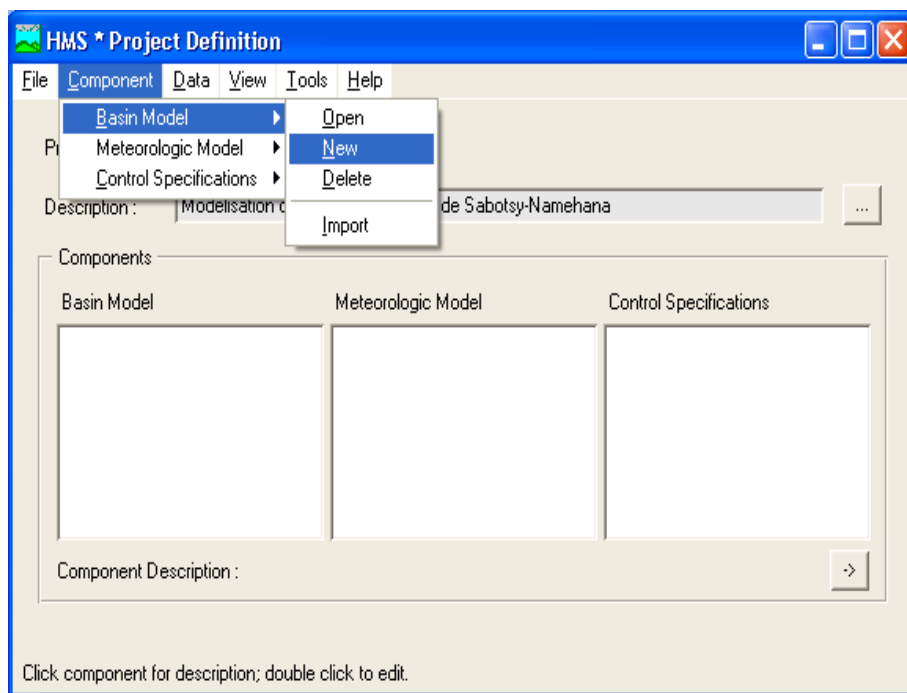 HMS * Project Definition
File Component Data View Tools Help
Basin Model Open
Meteorologic Model New
Control Specifications Delete
Import
Description : de Sabotsy-Namehana ...
Components
Basin Model Meteorologic Model Control Specifications
Component Description : ->
Click component for description; double click to edit.